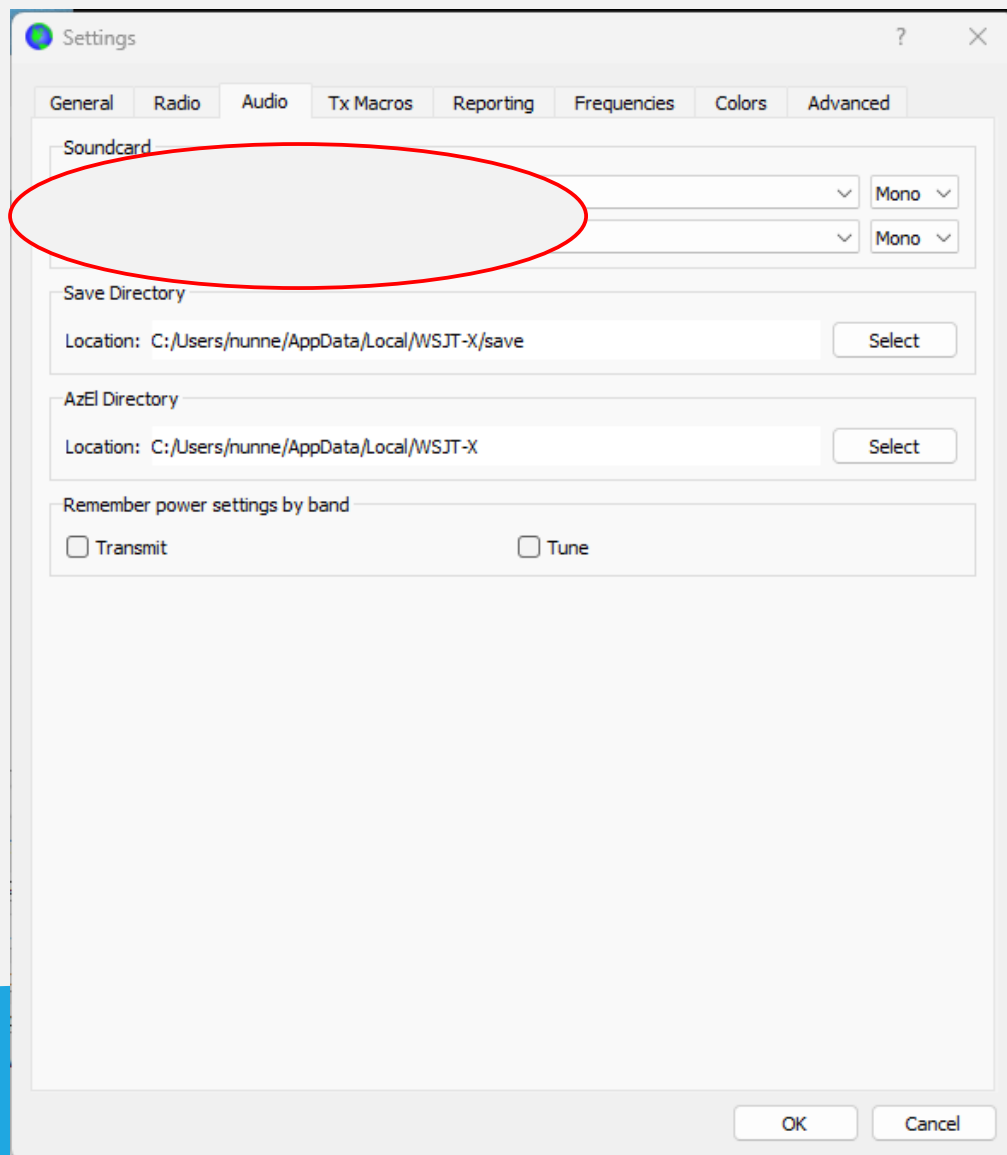 Settings
General Radio Audio Tx Macros Reporting Frequencies Colors Advanced
Soundcard
Mono
Mono
Save Directory
Location: C:/Users/nunne/AppData/Local/WSJT-X/save Select
AzEl Directory
Location: C:/Users/nunne/AppData/Local/WSJT-X Select
Remember power settings by band
Transmit Tune
OK Cancel